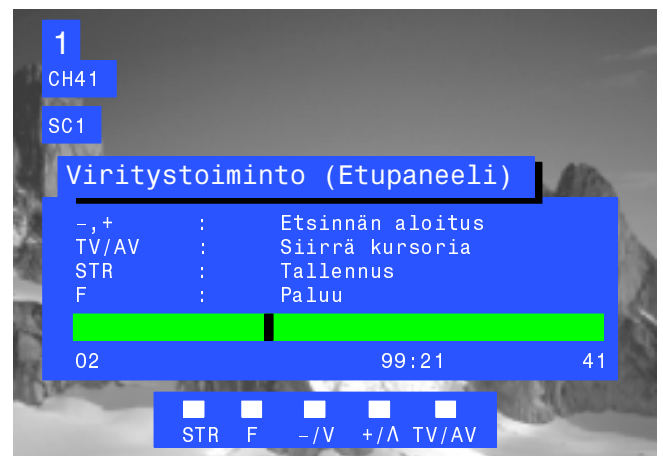 1
CH41
SC1
Viritystoiminto (Etupaneeli)
–,+ : Etsinnän aloitus
TV/AV : Siirrä kursoria
STR : Tallennus
F : Paluu
02 99:21 41
STR F –/V +/Λ TV/AV